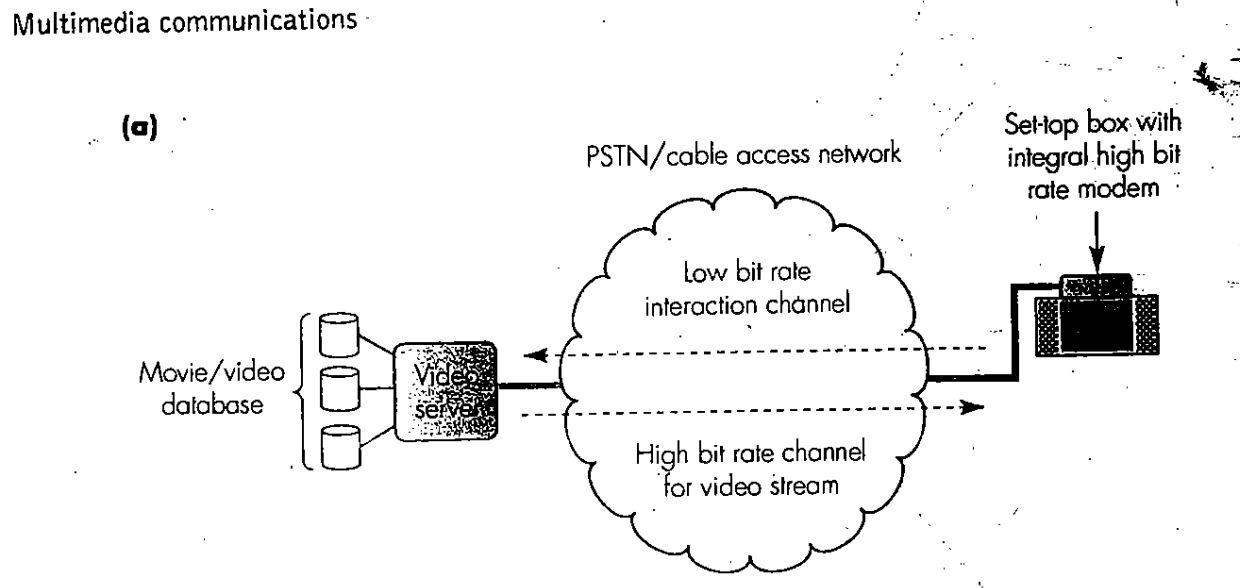 Multimedia communications
(a)
Set-top box with
integral high bit
rate modem
PSTN/cable access network
Low bit rate
interaction channel
Movie/video
database
Video
server
High bit rate channel
for video stream